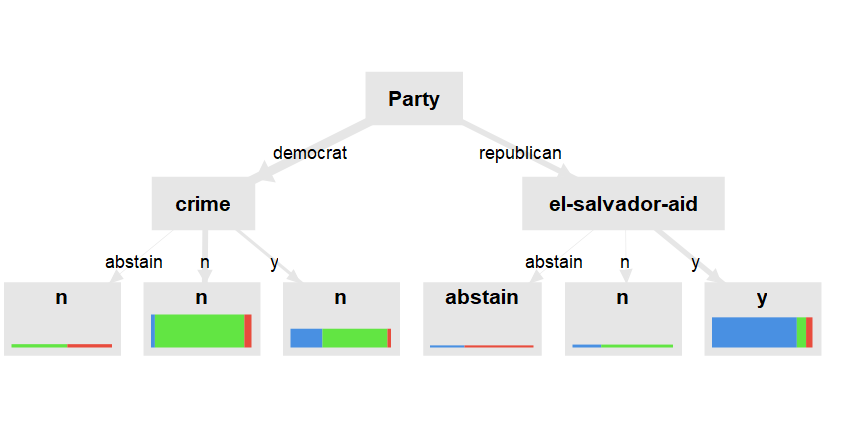 Party
democrat
republican
crime
el-salvador-aid
abstain
n
y
abstain
n
y
n
n
n
abstain
n
y